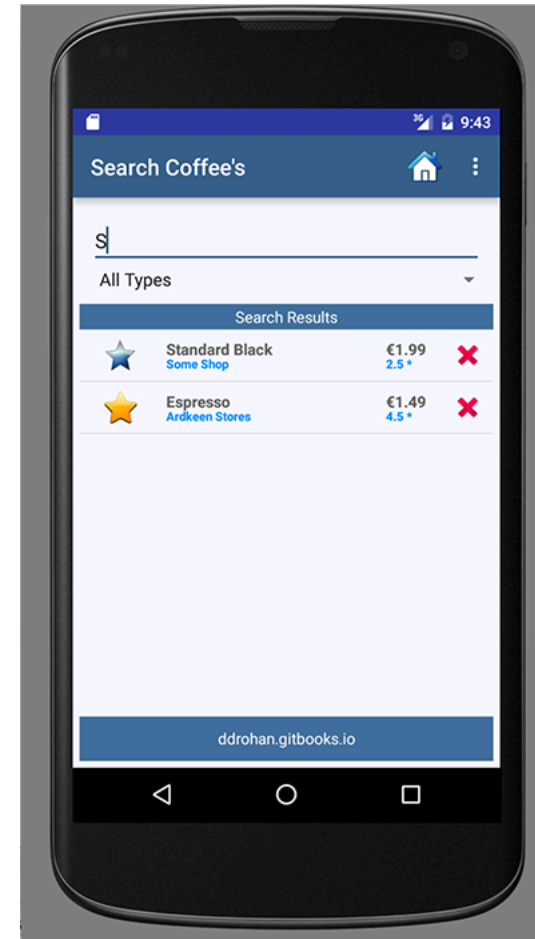 3G 9:43
Search Coffee's
S
All Types
Search Results
Standard Black €1.99
Some Shop 2.5 *
Espresso €1.49
Ardkeen Stores 4.5 *
ddrohan.gitbooks.io